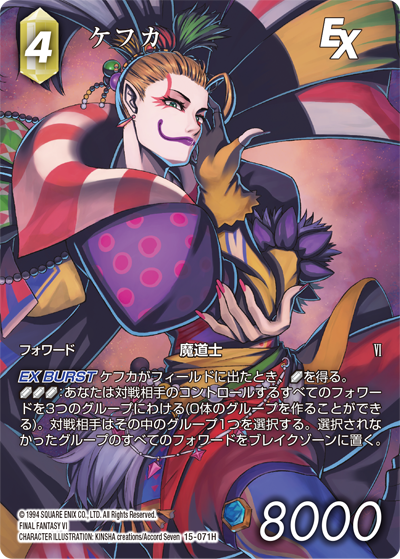 4
ケフカ
EX
フォワード 魔道士 VI
EX BURST ケフカがフィールドに出たとき、を得る。
:あなたは対戦相手のコントロールするすべてのフォワー
ドを3つのグループにわける(0体のグループを作ることができ
る)。対戦相手はその中のグループ1つを選択する。選択されな
かったグループのすべてのフォワードをブレイクゾーンに置く。
© 1994 SQUARE ENIX CO., LTD. All Rights Reserved.
FINAL FANTASY VI
CHARACTER ILLUSTRATION: KINSHA creations/Accord Seven 15-071H
8000